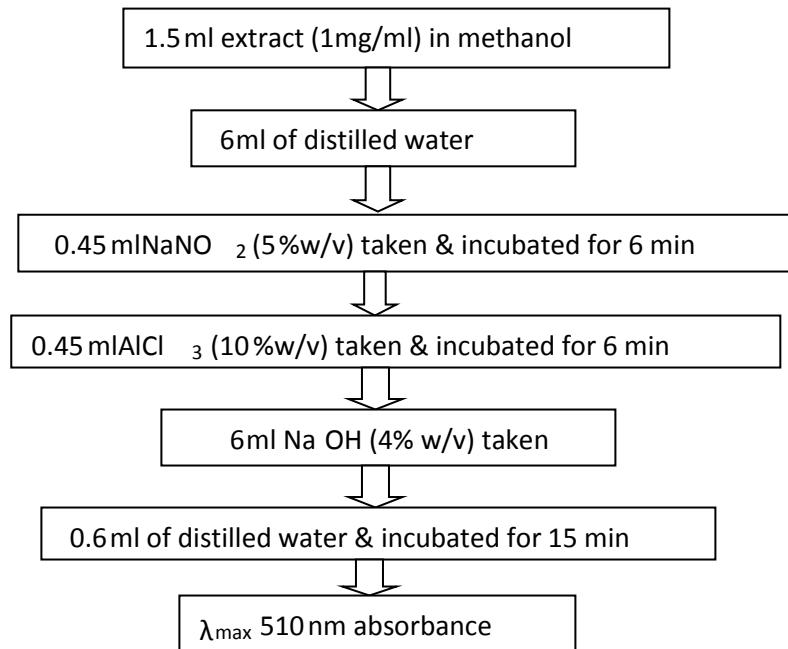 1.5 ml extract (1mg/ml) in methanol
6ml of distilled water
0.45 mlNaNO 2 (5%w/v) taken & incubated for 6 min
0.45 mlAlCl 3 (10%w/v) taken & incubated for 6 min
6ml Na OH (4% w/v) taken
0.6ml of distilled water & incubated for 15 min
λmax 510 nm absorbance